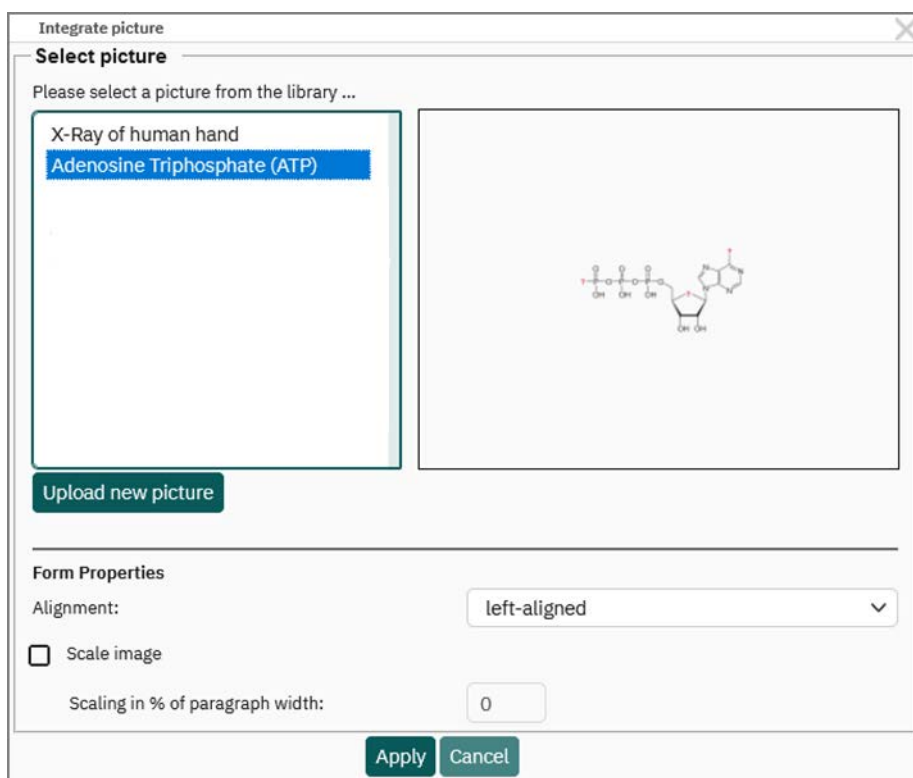 Integrate picture
Select picture
Please select a picture from the library ...
X-Ray of human hand
Adenosine Triphosphate (ATP)
Upload new picture
Form Properties
Alignment:
left-aligned
Scale image
Scaling in % of paragraph width:
0
Apply
Cancel